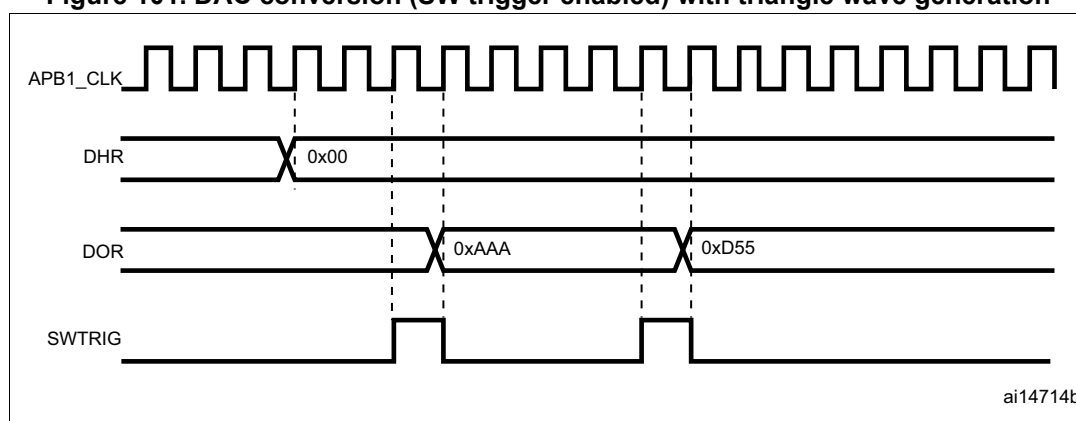 Figure 101. DAC conversion (SW trigger enabled) with triangle wave generation
APB1_CLK
DHR
0x00
DOR
0xAAA
0xD55
SWTRIG
ai14714b